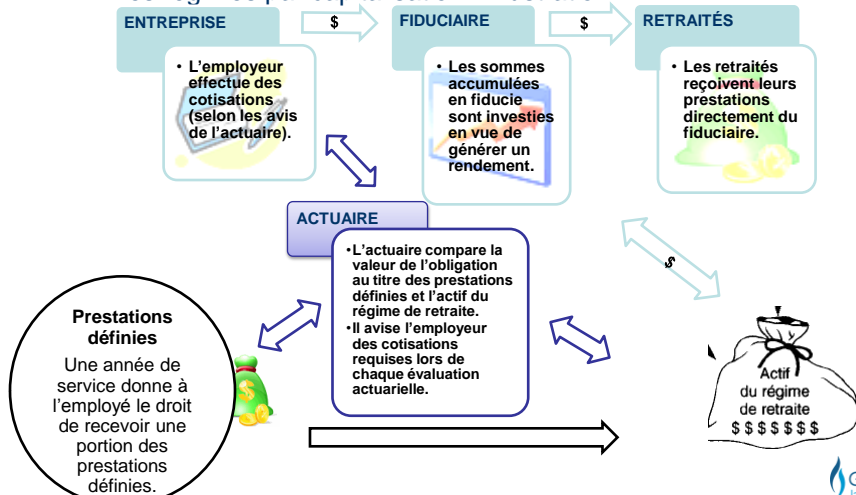 ENTREPRISE
$
FIDUCIAIRE
$
RETRAITÉS
• L'employeur
effectue des
cotisations
(selon les avis
de l'actuaire).
• Les sommes
accumulées
en fiducie
sont investies
en vue de
générer un
rendement.
• Les retraités
reçoivent leurs
prestations
directement du
fiduciaire.
ACTUAIRE
•L'actuaire compare la
valeur de l'obligation
au titre des prestations
définies et l'actif du
régime de retraite.
•Il avise l'employeur
des cotisations
requises lors de
chaque évaluation
actuarielle.
$
Prestations
définies
Une année de
service donne à
l'employé le droit
de recevoir une
portion des
prestations
définies.
$
Actif
du régime
de retraite
$ $ $ $ $ $ $